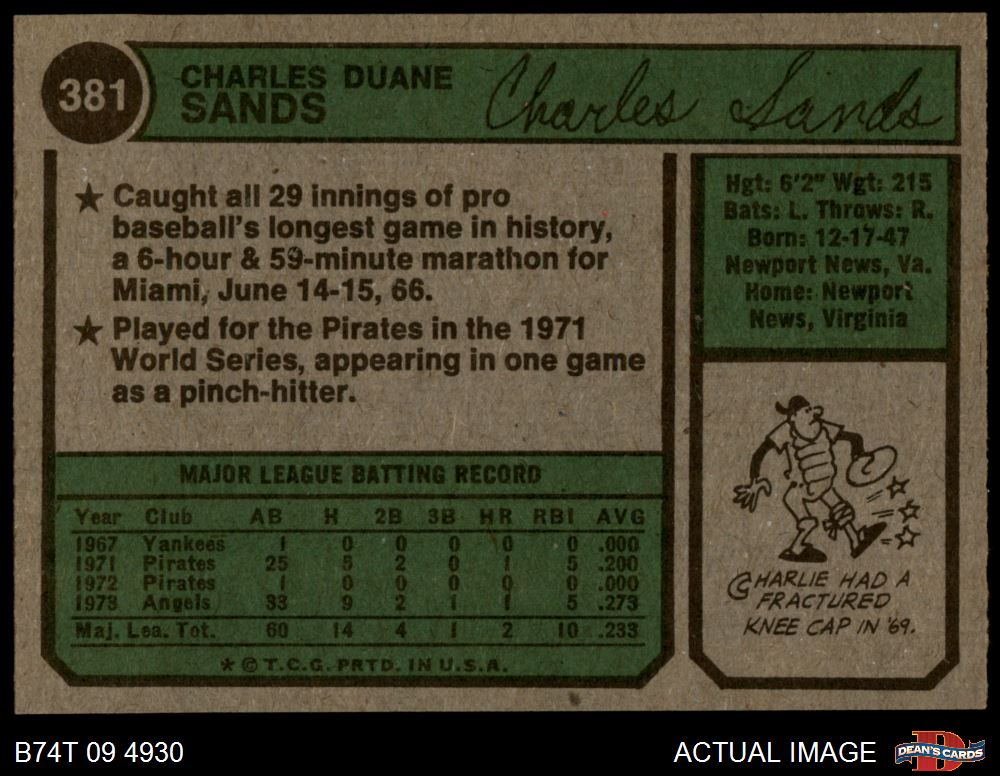 381
CHARLES DUANE
SANDS
Charles Sands
★ Caught all 29 innings of pro
baseball's longest game in history,
a 6-hour & 59-minute marathon for
Miami, June 14-15, 66.
★ Played for the Pirates in the 1971
World Series, appearing in one game
as a pinch-hitter.
Hgt: 6'2" Wgt: 215
Bats: L. Throws: R.
Born: 12-17-47
Newport News, Va.
Home: Newport
News, Virginia
MAJOR LEAGUE BATTING RECORD
Year Club AB H 2B 3B HR RBI AVG
1967 Yankees 1 0 0 0 0 0 .000
1971 Pirates 25 5 2 0 1 5 .200
1972 Pirates 1 0 0 0 0 0 .000
1973 Angels 33 9 2 1 1 5 .273
Maj. Lea. Tot. 60 14 4 1 2 10 .233
* © T.C.G. PRTD. IN U.S.A.
CHARLIE HAD A
FRACTURED
KNEE CAP IN '69.
B74T 09 4930
ACTUAL IMAGE
D
DEAN'S CARDS